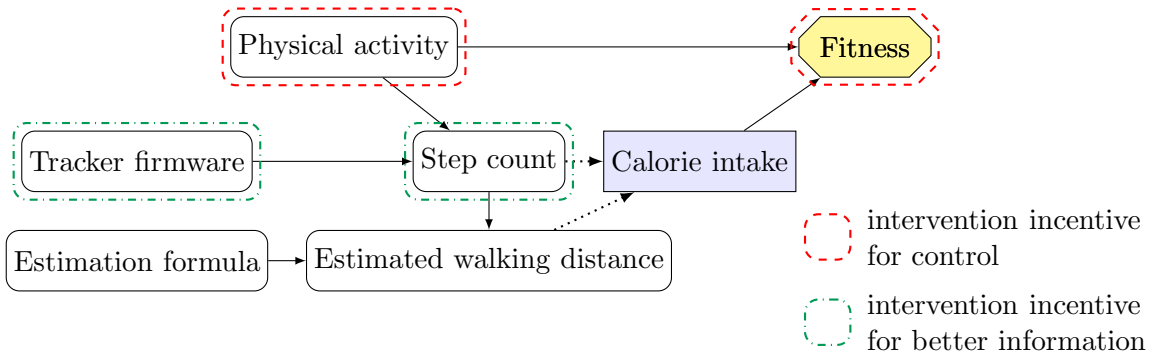 Physical activity
Fitness
Tracker firmware
Step count
Calorie intake
Estimation formula
Estimated walking distance
intervention incentive
for control
intervention incentive
for better information